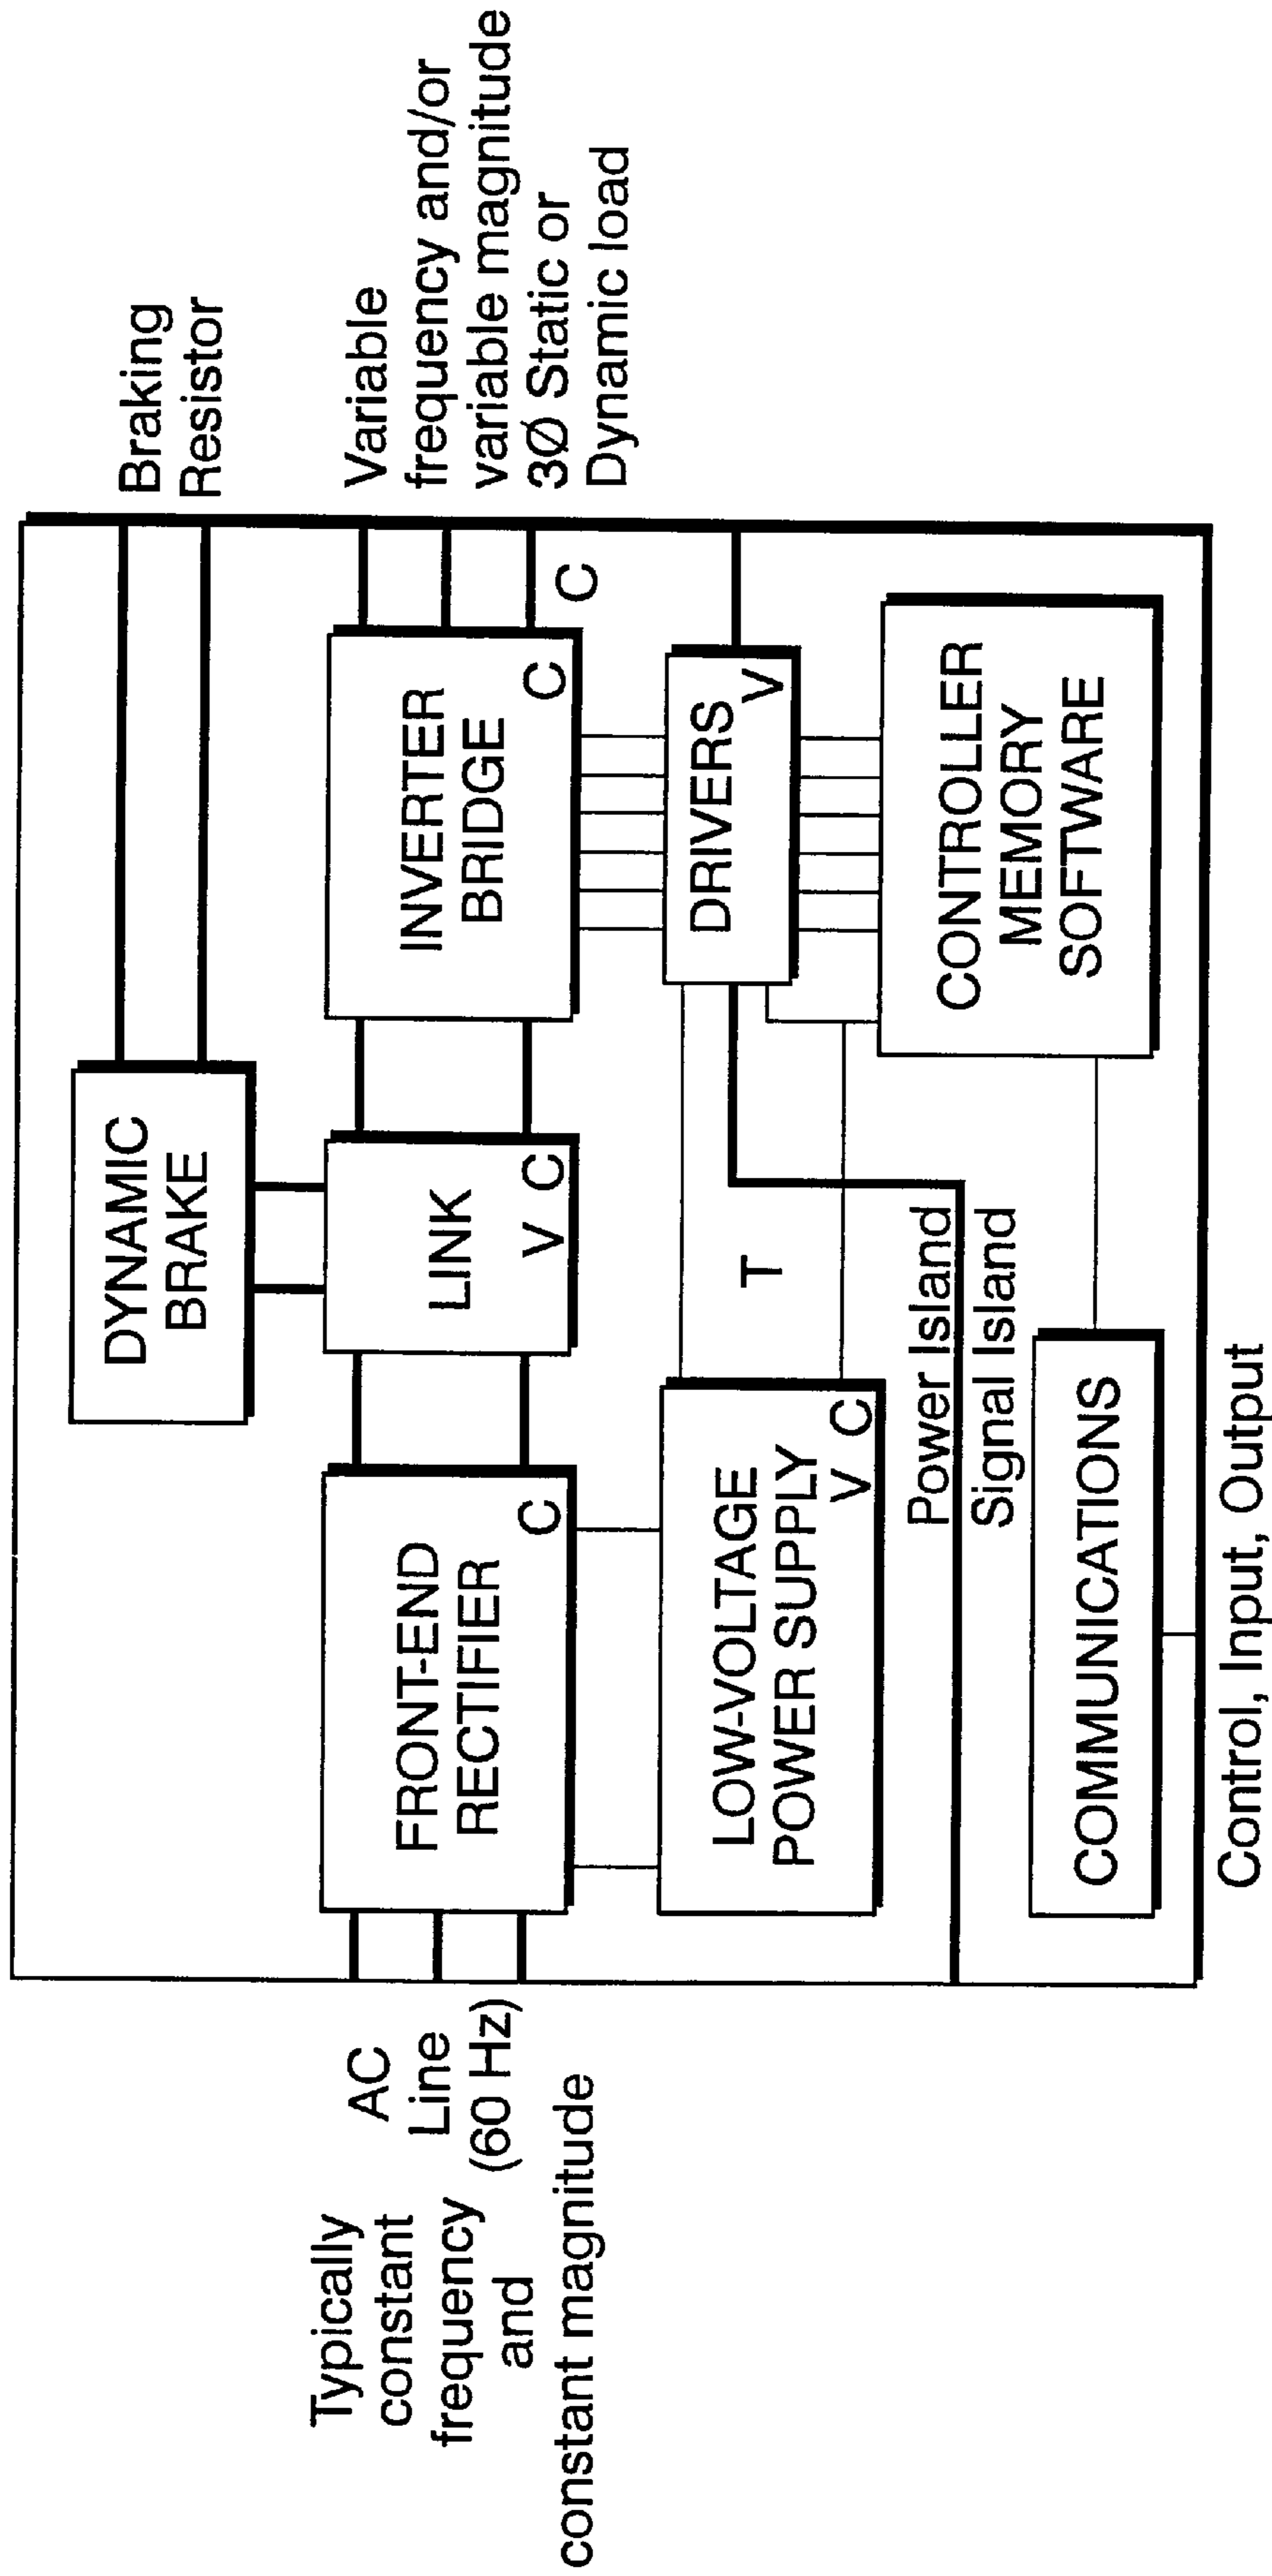 DYNAMIC
BRAKE
Braking
Resistor
Typically
constant
frequency
and
constant magnitude
AC
Line
(60 Hz)
FRONT-END
RECTIFIER
C
LINK
V C
INVERTER
BRIDGE
C
C
Variable
frequency and/or
variable magnitude
3Ø Static or
Dynamic load
LOW-VOLTAGE
POWER SUPPLY
V C
T
DRIVERS
V
Power Island
Signal Island
COMMUNICATIONS
CONTROLLER
MEMORY
SOFTWARE
Control, Input, Output